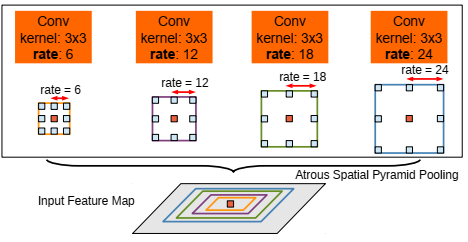 Conv
kernel: 3x3
rate: 6
Conv
kernel: 3x3
rate: 12
Conv
kernel: 3x3
rate: 18
Conv
kernel: 3x3
rate: 24
rate = 6
rate = 12
rate = 18
rate = 24
Atrous Spatial Pyramid Pooling
Input Feature Map